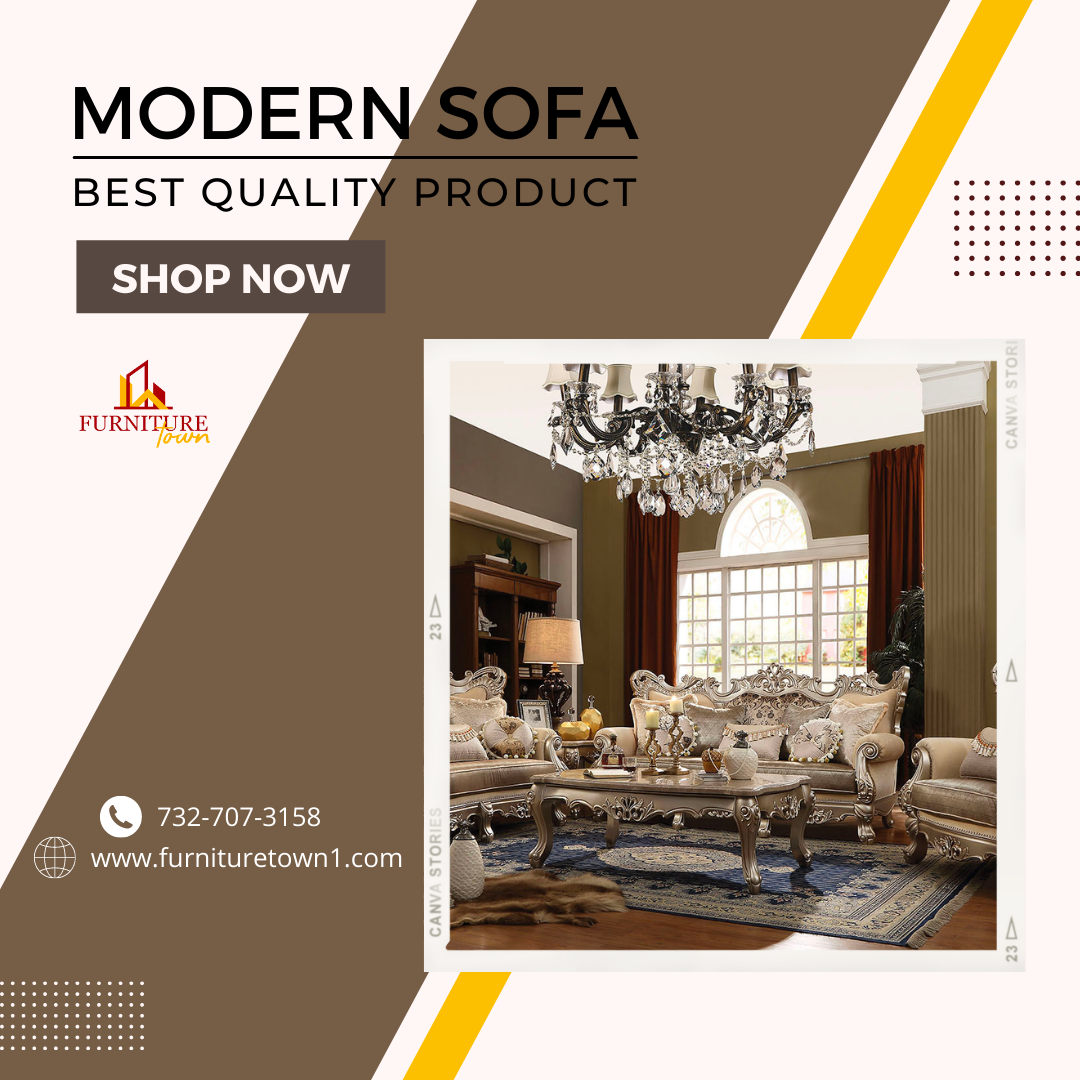 MODERN SOFA
BEST QUALITY PRODUCT
SHOP NOW
FURNITURE
Town
CANVA STORI
23
23
CANVA STORIES
732-707-3158
www.furnituretown1.com